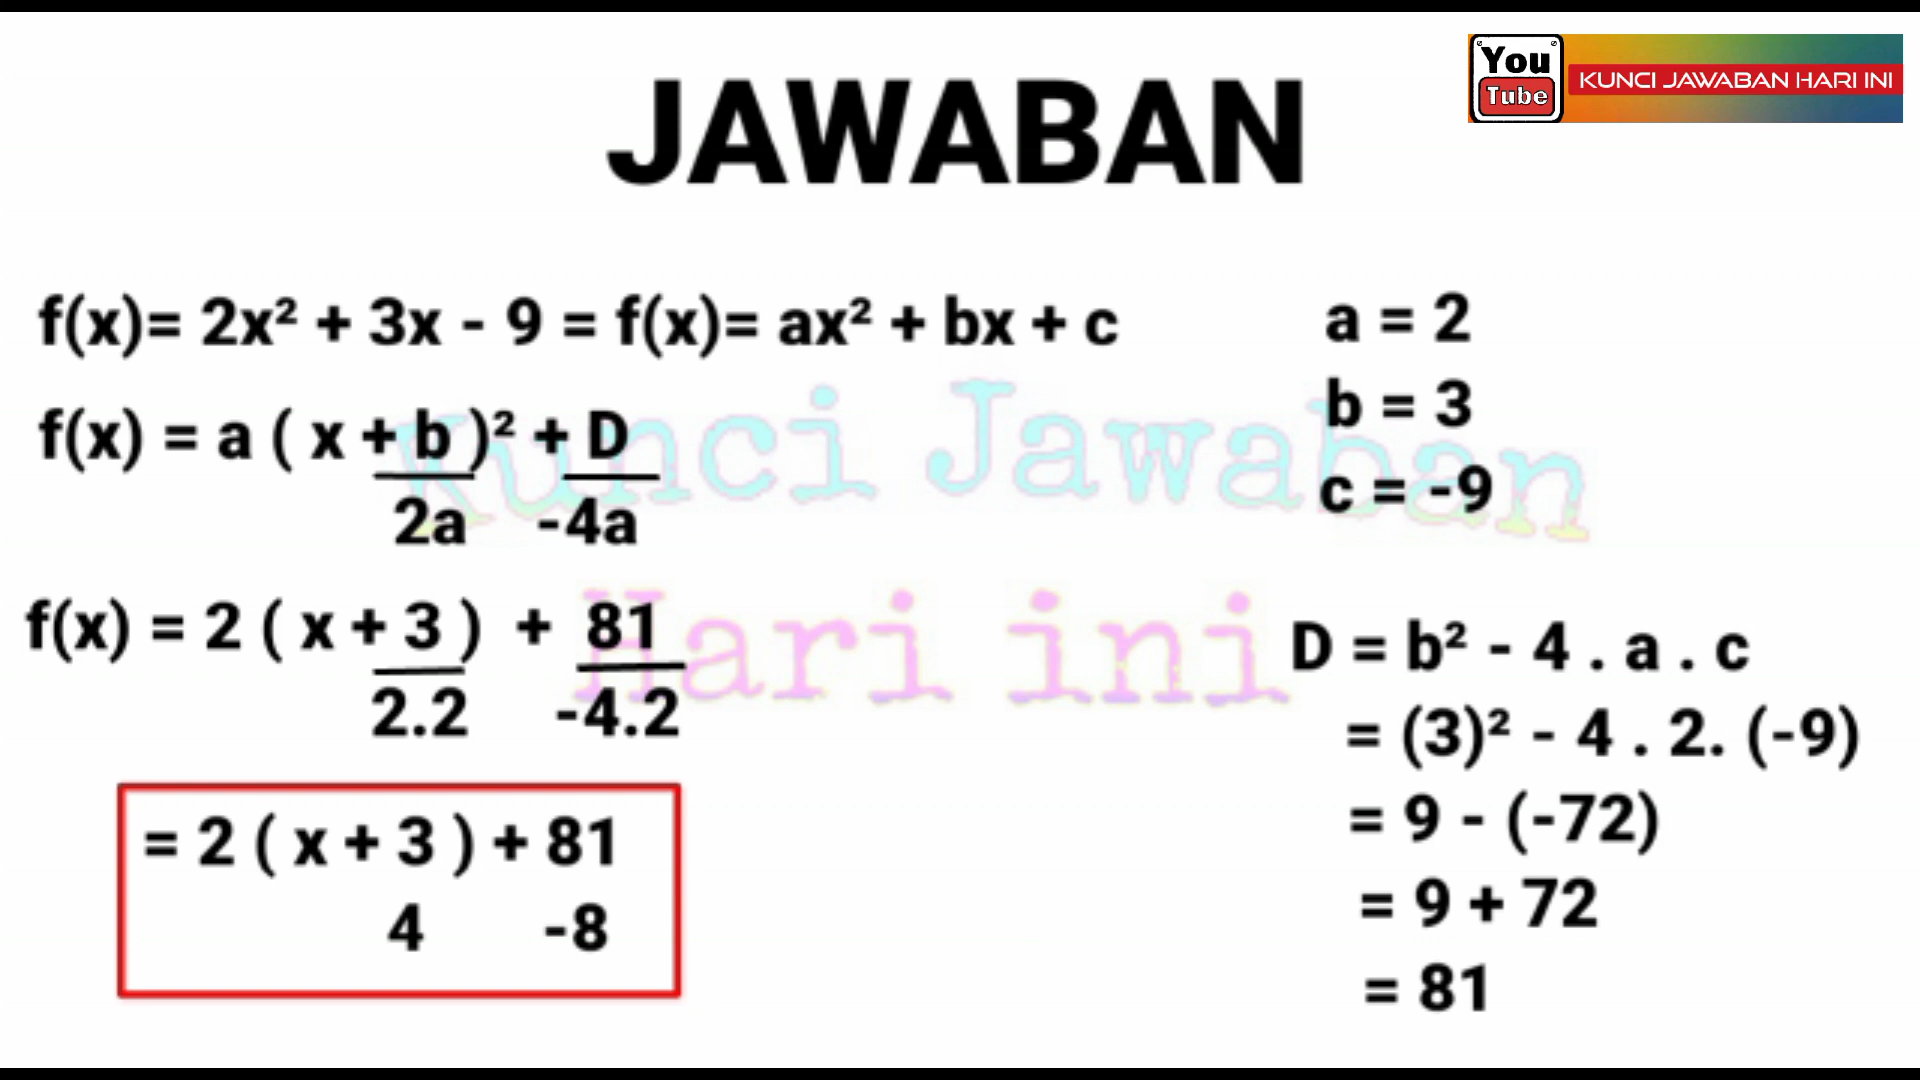 You
Tube
KUNCI JAWABAN HARI INI
JAWABAN
f(x)= 2x² + 3x - 9 = f(x)= ax² + bx + c
f(x) = a ( x + b )² + D
2a -4a
f(x) = 2 ( x + 3 ) + 81
2.2 -4.2
= 2 ( x + 3 ) + 81
4 -8
a = 2
b = 3
c = -9
D = b² - 4 . a . c
= (3)² - 4 . 2. (-9)
= 9 - (-72)
= 9 + 72
= 81
Kunci Jawaban
Hari ini